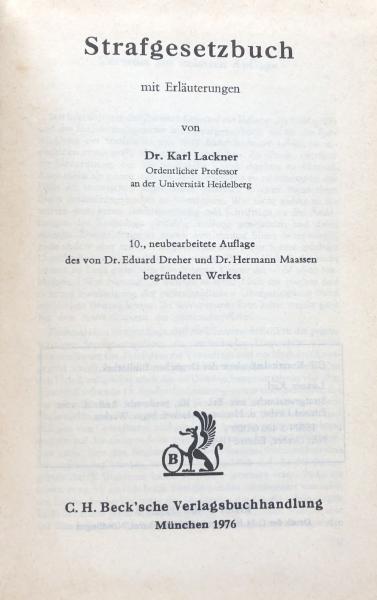 Strafgesetzbuch
mit Erläuterungen
von
Dr. Karl Lackner
Ordentlicher Professor
an der Universität Heidelberg
10., neubearbeitete Auflage
des von Dr. Eduard Dreher und Dr. Hermann Maassen
begründeten Werkes
B
C. H. Beck'sche Verlagsbuchhandlung
München 1976